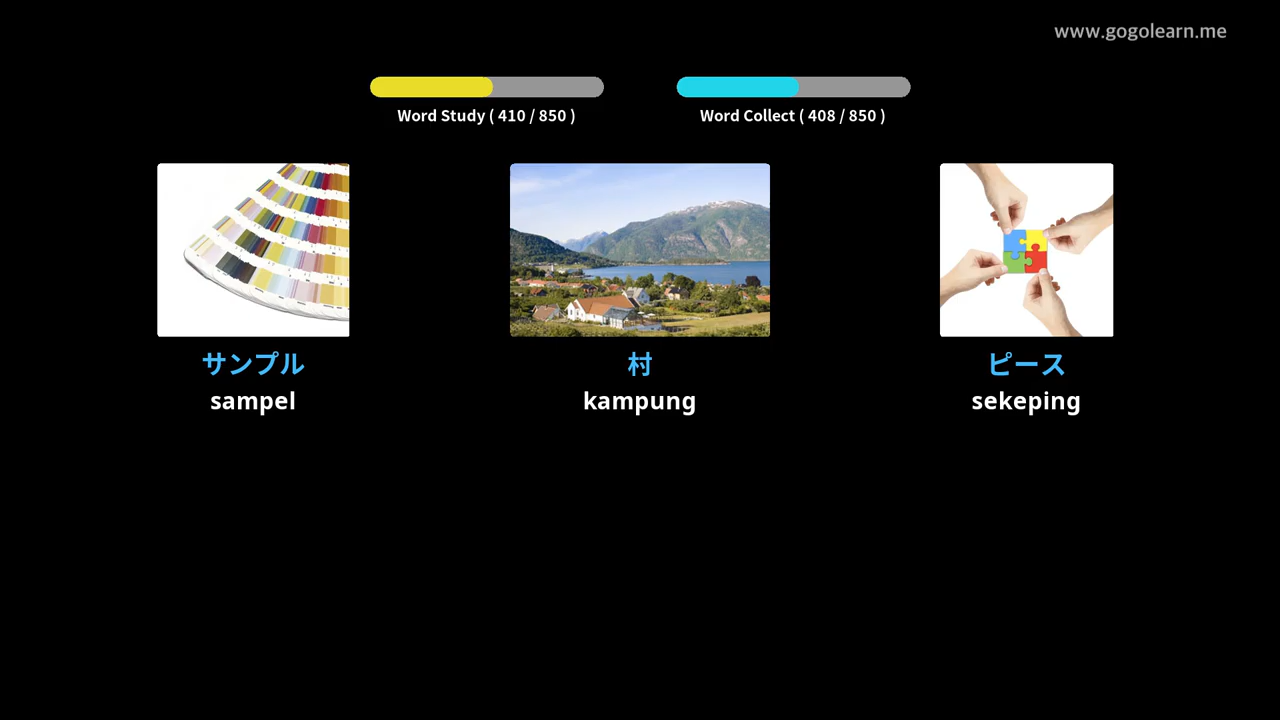 www.gogolearn.me
Word Study ( 410 / 850 )
Word Collect ( 408 / 850 )
サンプル
sampel
村
kampung
ピース
sekeping